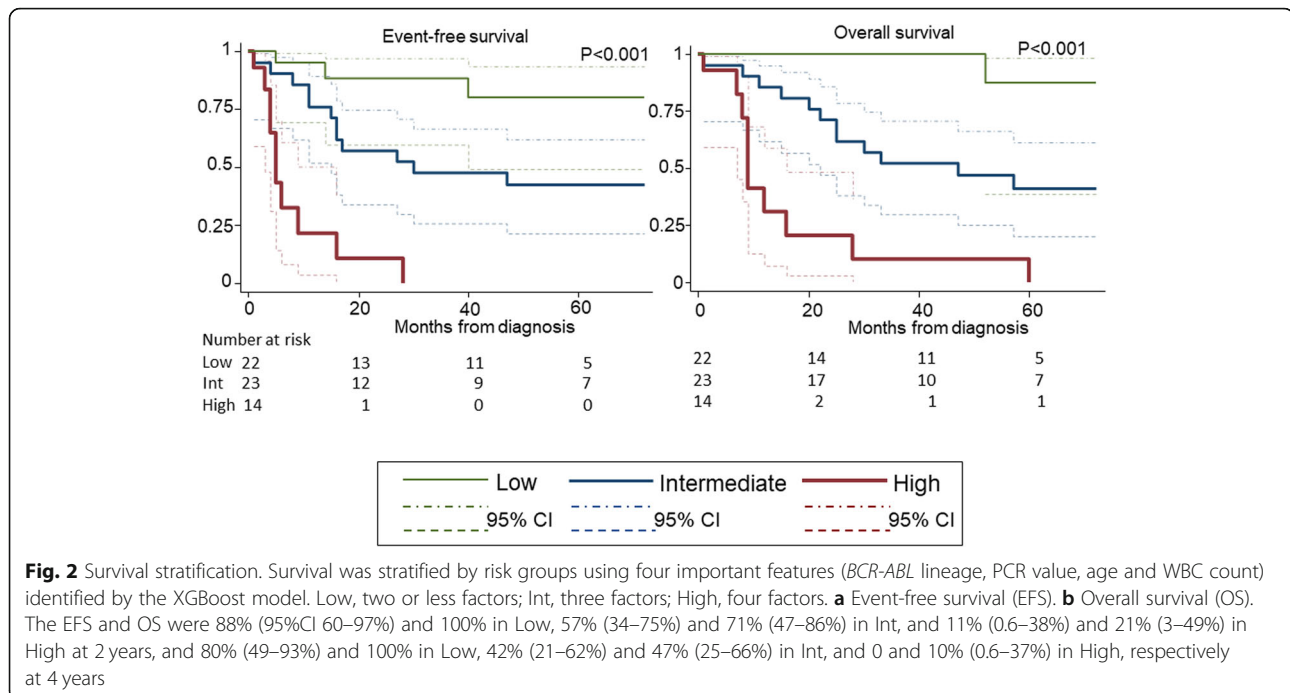 Event-free survival
P<0.001
1
0.75
0.5
0.25
0
0 20 40 60
Months from diagnosis
Number at risk
Low 22 13 11 5
Int 23 12 9 7
High 14 1 0 0
Overall survival
P<0.001
1
0.75
0.5
0.25
0
0 20 40 60
Months from diagnosis
22 14 11 5
23 17 10 7
14 2 1 1
Low Intermediate High
95% CI 95% CI 95% CI
Fig. 2 Survival stratification. Survival was stratified by risk groups using four important features (BCR-ABL lineage, PCR value, age and WBC count)
identified by the XGBoost model. Low, two or less factors; Int, three factors; High, four factors. a Event-free survival (EFS). b Overall survival (OS).
The EFS and OS were 88% (95%CI 60–97%) and 100% in Low, 57% (34–75%) and 71% (47–86%) in Int, and 11% (0.6–38%) and 21% (3–49%) in
High at 2 years, and 80% (49–93%) and 100% in Low, 42% (21–62%) and 47% (25–66%) in Int, and 0 and 10% (0.6–37%) in High, respectively
at 4 years